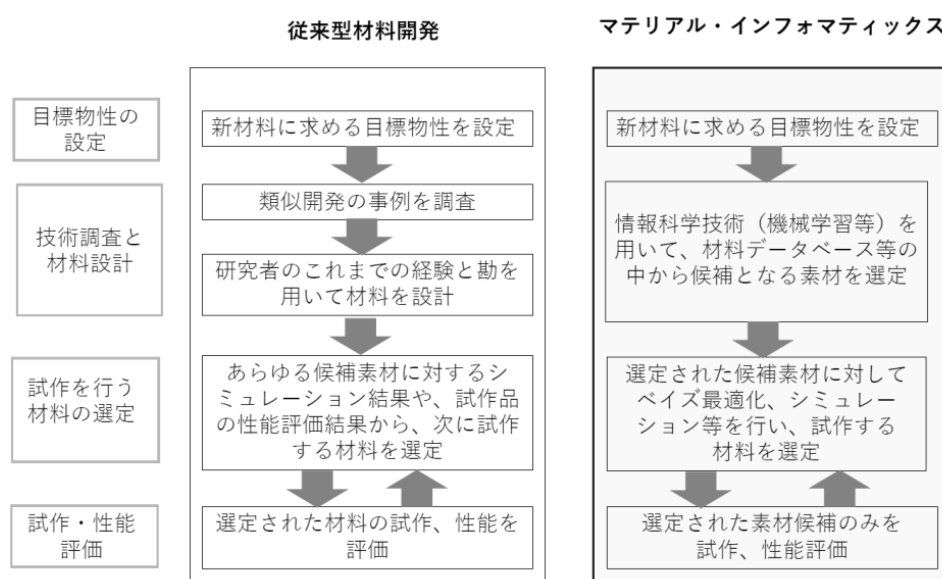 従来型材料開発
マテリアル・インフォマティックス
目標物性の
設定
新材料に求める目標物性を設定
新材料に求める目標物性を設定
技術調査と
材料設計
類似開発の事例を調査
研究者のこれまでの経験と勘を
用いて材料を設計
情報科学技術（機械学習等）を
用いて、材料データベース等の
中から候補となる素材を選定
試作を行う
材料の選定
あらゆる候補素材に対するシ
ミュレーション結果や、試作品
の性能評価結果から、次に試作
する材料を選定
選定された候補素材に対して
ベイズ最適化、シミュレー
ション等を行い、試作する
材料を選定
試作・性能
評価
選定された材料の試作、性能を
評価
選定された素材候補のみを
試作、性能評価